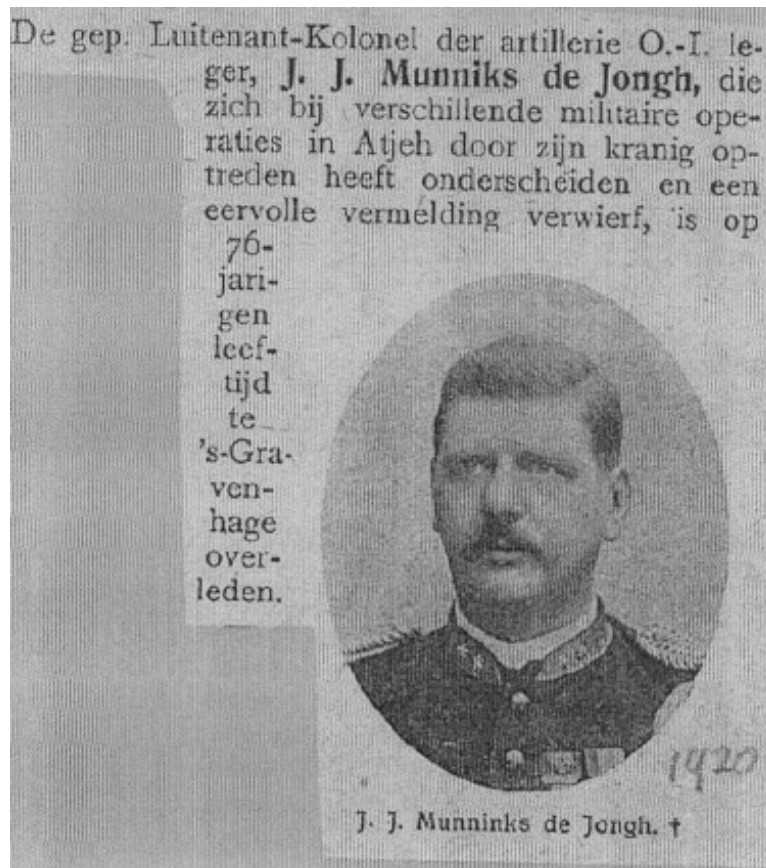 De gep. Luitenant-Kolonel der artillerie O.-I. le-
ger, J. J. Munniks de Jongh, die
zich bij verschillende militaire ope-
raties in Atjeh door zijn kranig op-
treden heeft onderscheiden en een
eervolle vermelding verwierf, is op
76-
jari-
gen
leef-
tijd
te
's-Gra-
ven-
hage
over-
leden.
1920
J. J. Munninks de Jongh. †